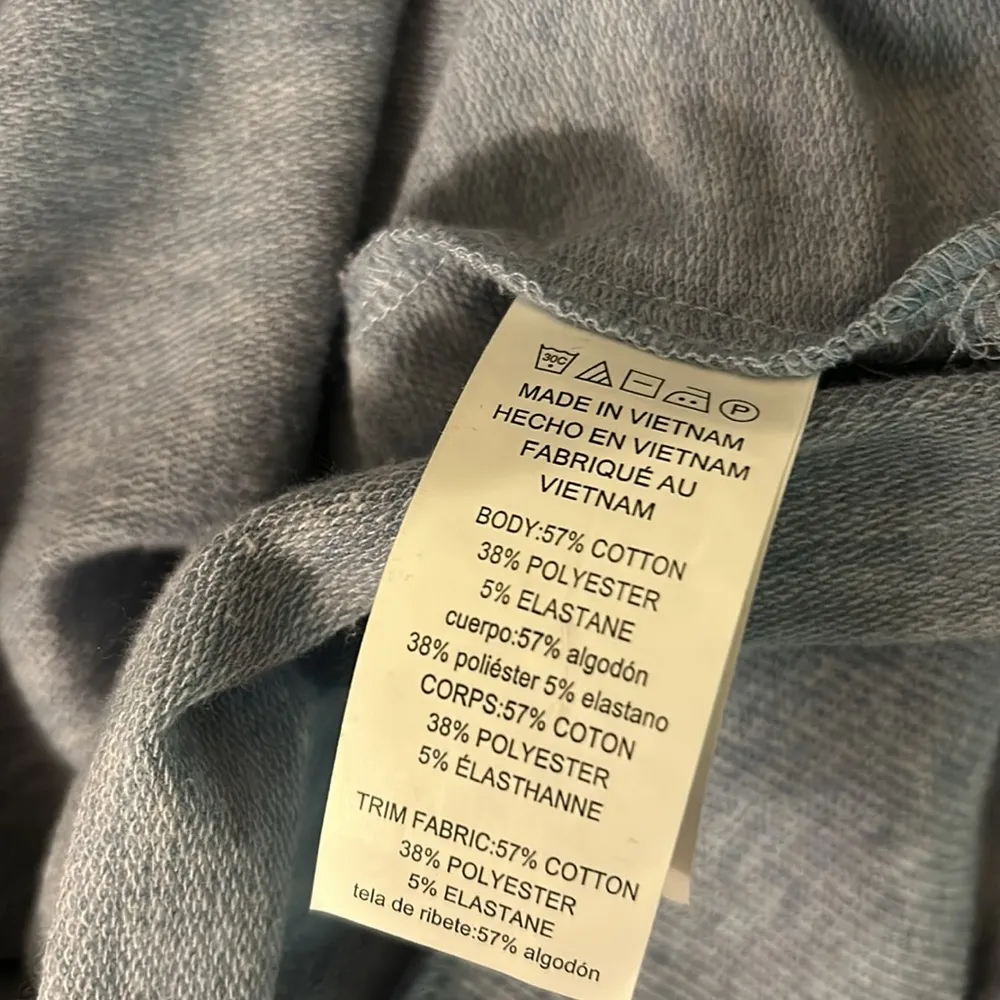 30C
P
MADE IN VIETNAM
HECHO EN VIETNAM
FABRIQUÉ AU
VIETNAM
BODY:57% COTTON
38% POLYESTER
5% ELASTANE
cuerpo:57% algodón
38% poliéster 5% elastano
CORPS:57% COTON
38% POLYESTER
5% ÉLASTHANNE
TRIM FABRIC:57% COTTON
38% POLYESTER
5% ELASTANE
tela de ribete:57% algodón